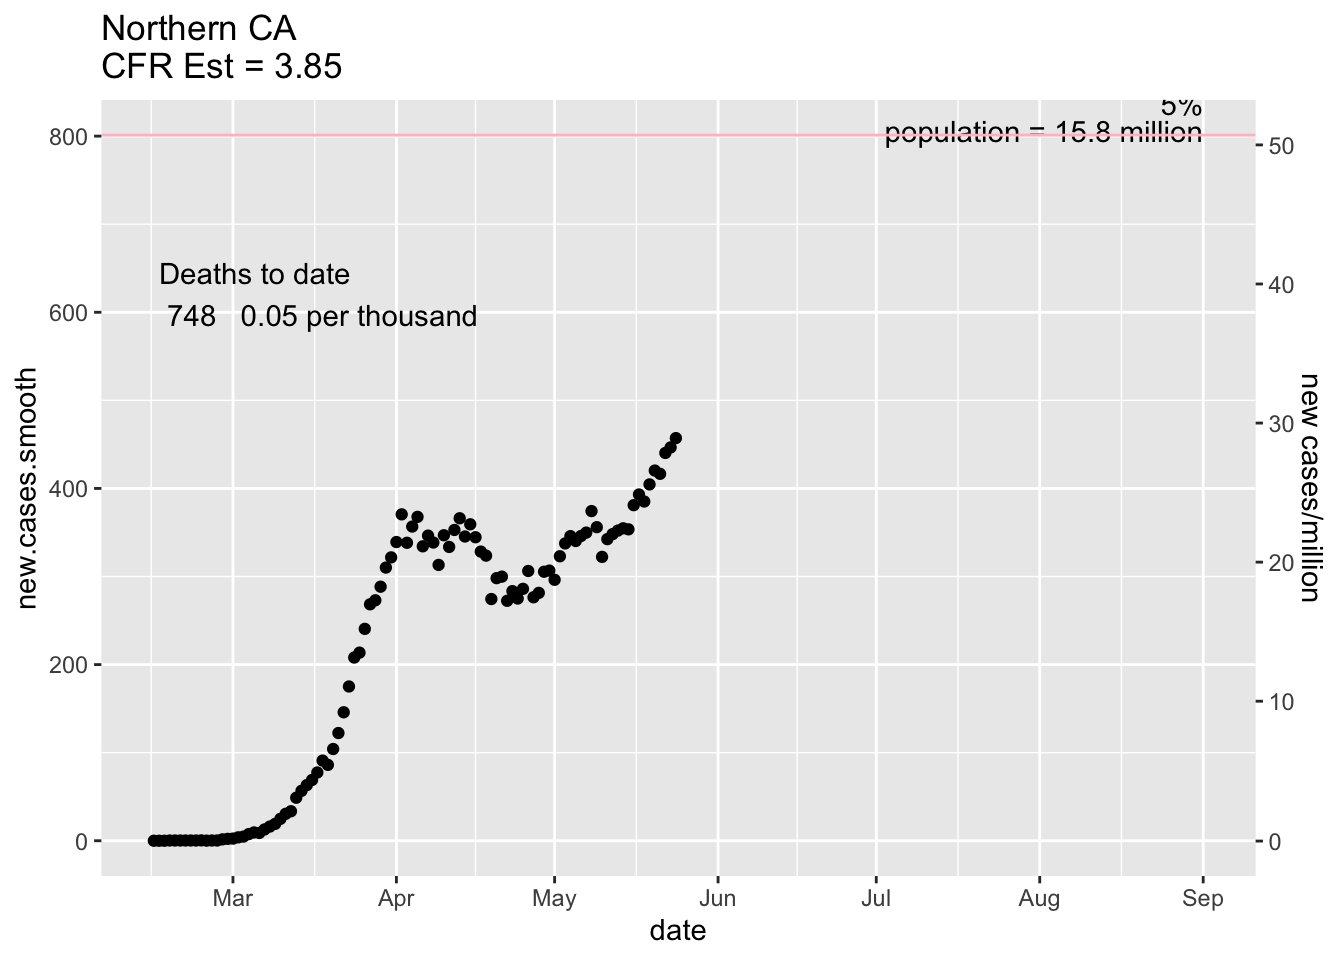 Northern CA
CFR Est = 3.85
5%
population = 15.8 million
Deaths to date
748 0.05 per thousand
new.cases.smooth
800
600
400
200
0
50
40
30
20
10
0
new cases/million
Mar Apr May Jun Jul Aug Sep
date